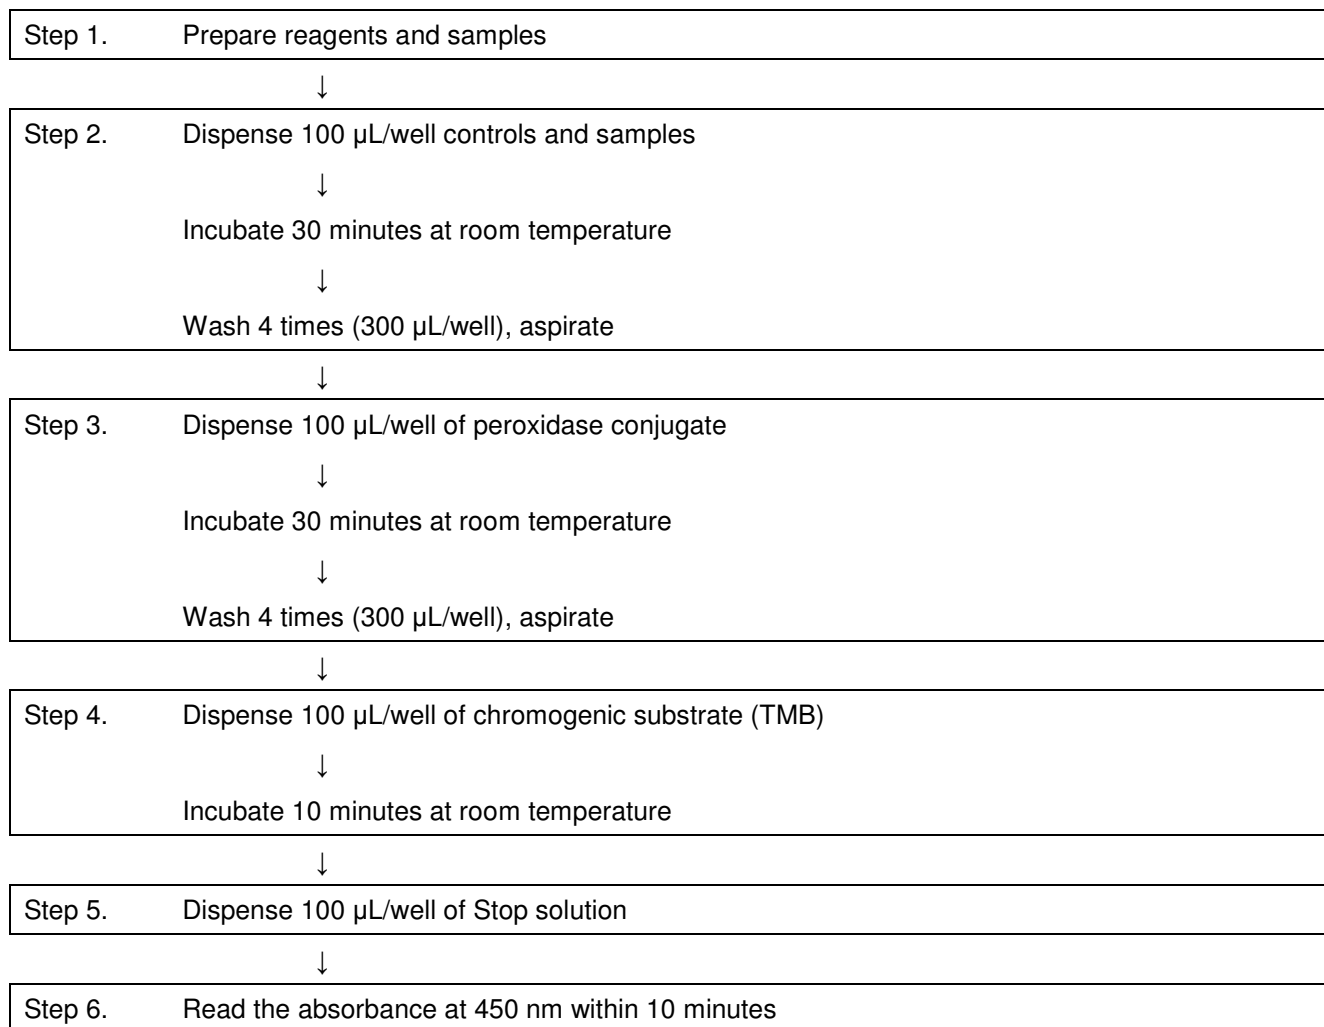 Step 1. Prepare reagents and samples
↓
Step 2. Dispense 100 µL/well controls and samples
↓
Incubate 30 minutes at room temperature
↓
Wash 4 times (300 µL/well), aspirate
↓
Step 3. Dispense 100 µL/well of peroxidase conjugate
↓
Incubate 30 minutes at room temperature
↓
Wash 4 times (300 µL/well), aspirate
↓
Step 4. Dispense 100 µL/well of chromogenic substrate (TMB)
↓
Incubate 10 minutes at room temperature
↓
Step 5. Dispense 100 µL/well of Stop solution
↓
Step 6. Read the absorbance at 450 nm within 10 minutes